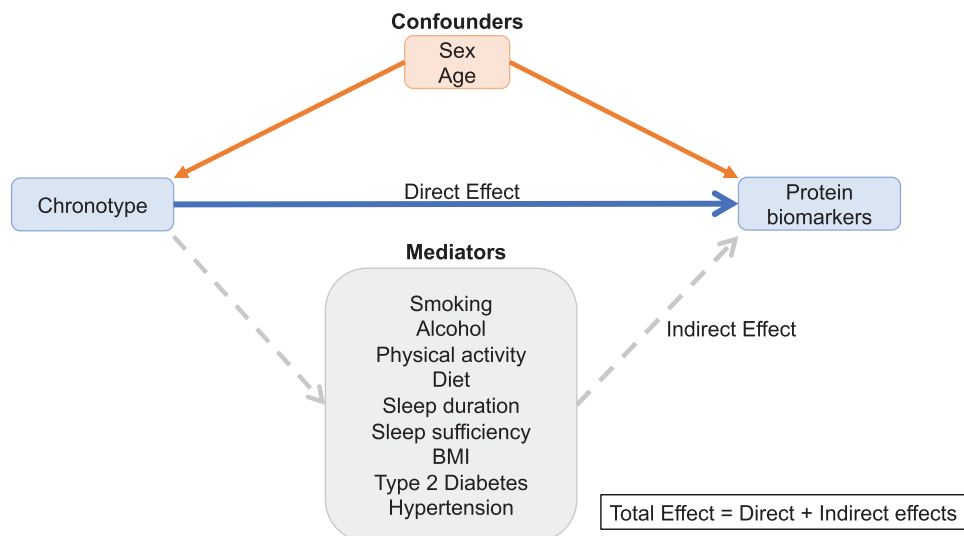 Confounders
Sex
Age
Chronotype
Direct Effect
Protein
biomarkers
Mediators
Smoking
Alcohol
Physical activity
Diet
Sleep duration
Sleep sufficiency
BMI
Type 2 Diabetes
Hypertension
Indirect Effect
Total Effect = Direct + Indirect effects